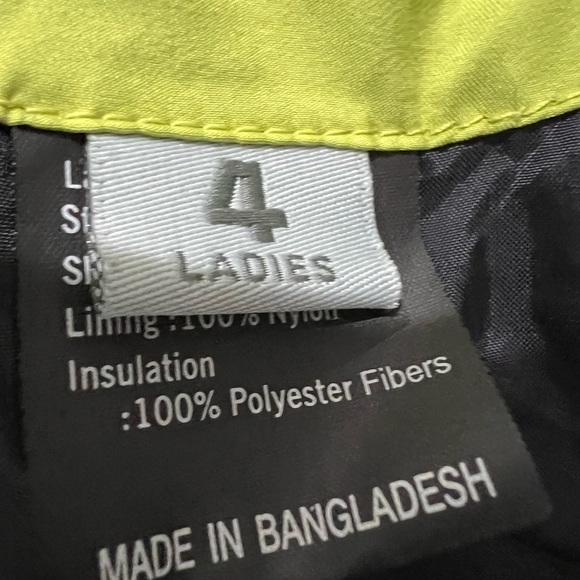 4
LADIES
Lining :100% Nylon
Insulation
:100% Polyester Fibers
MADE IN BANGLADESH